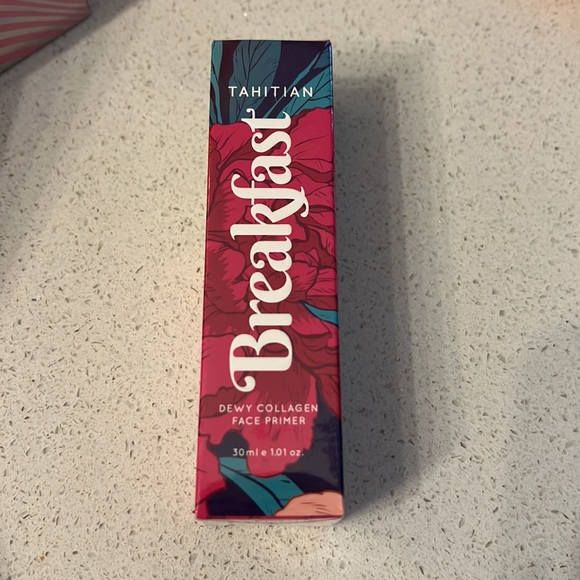 TAHITIAN
Breakfast
DEWY COLLAGEN
FACE PRIMER
30ml e 1.01 oz.